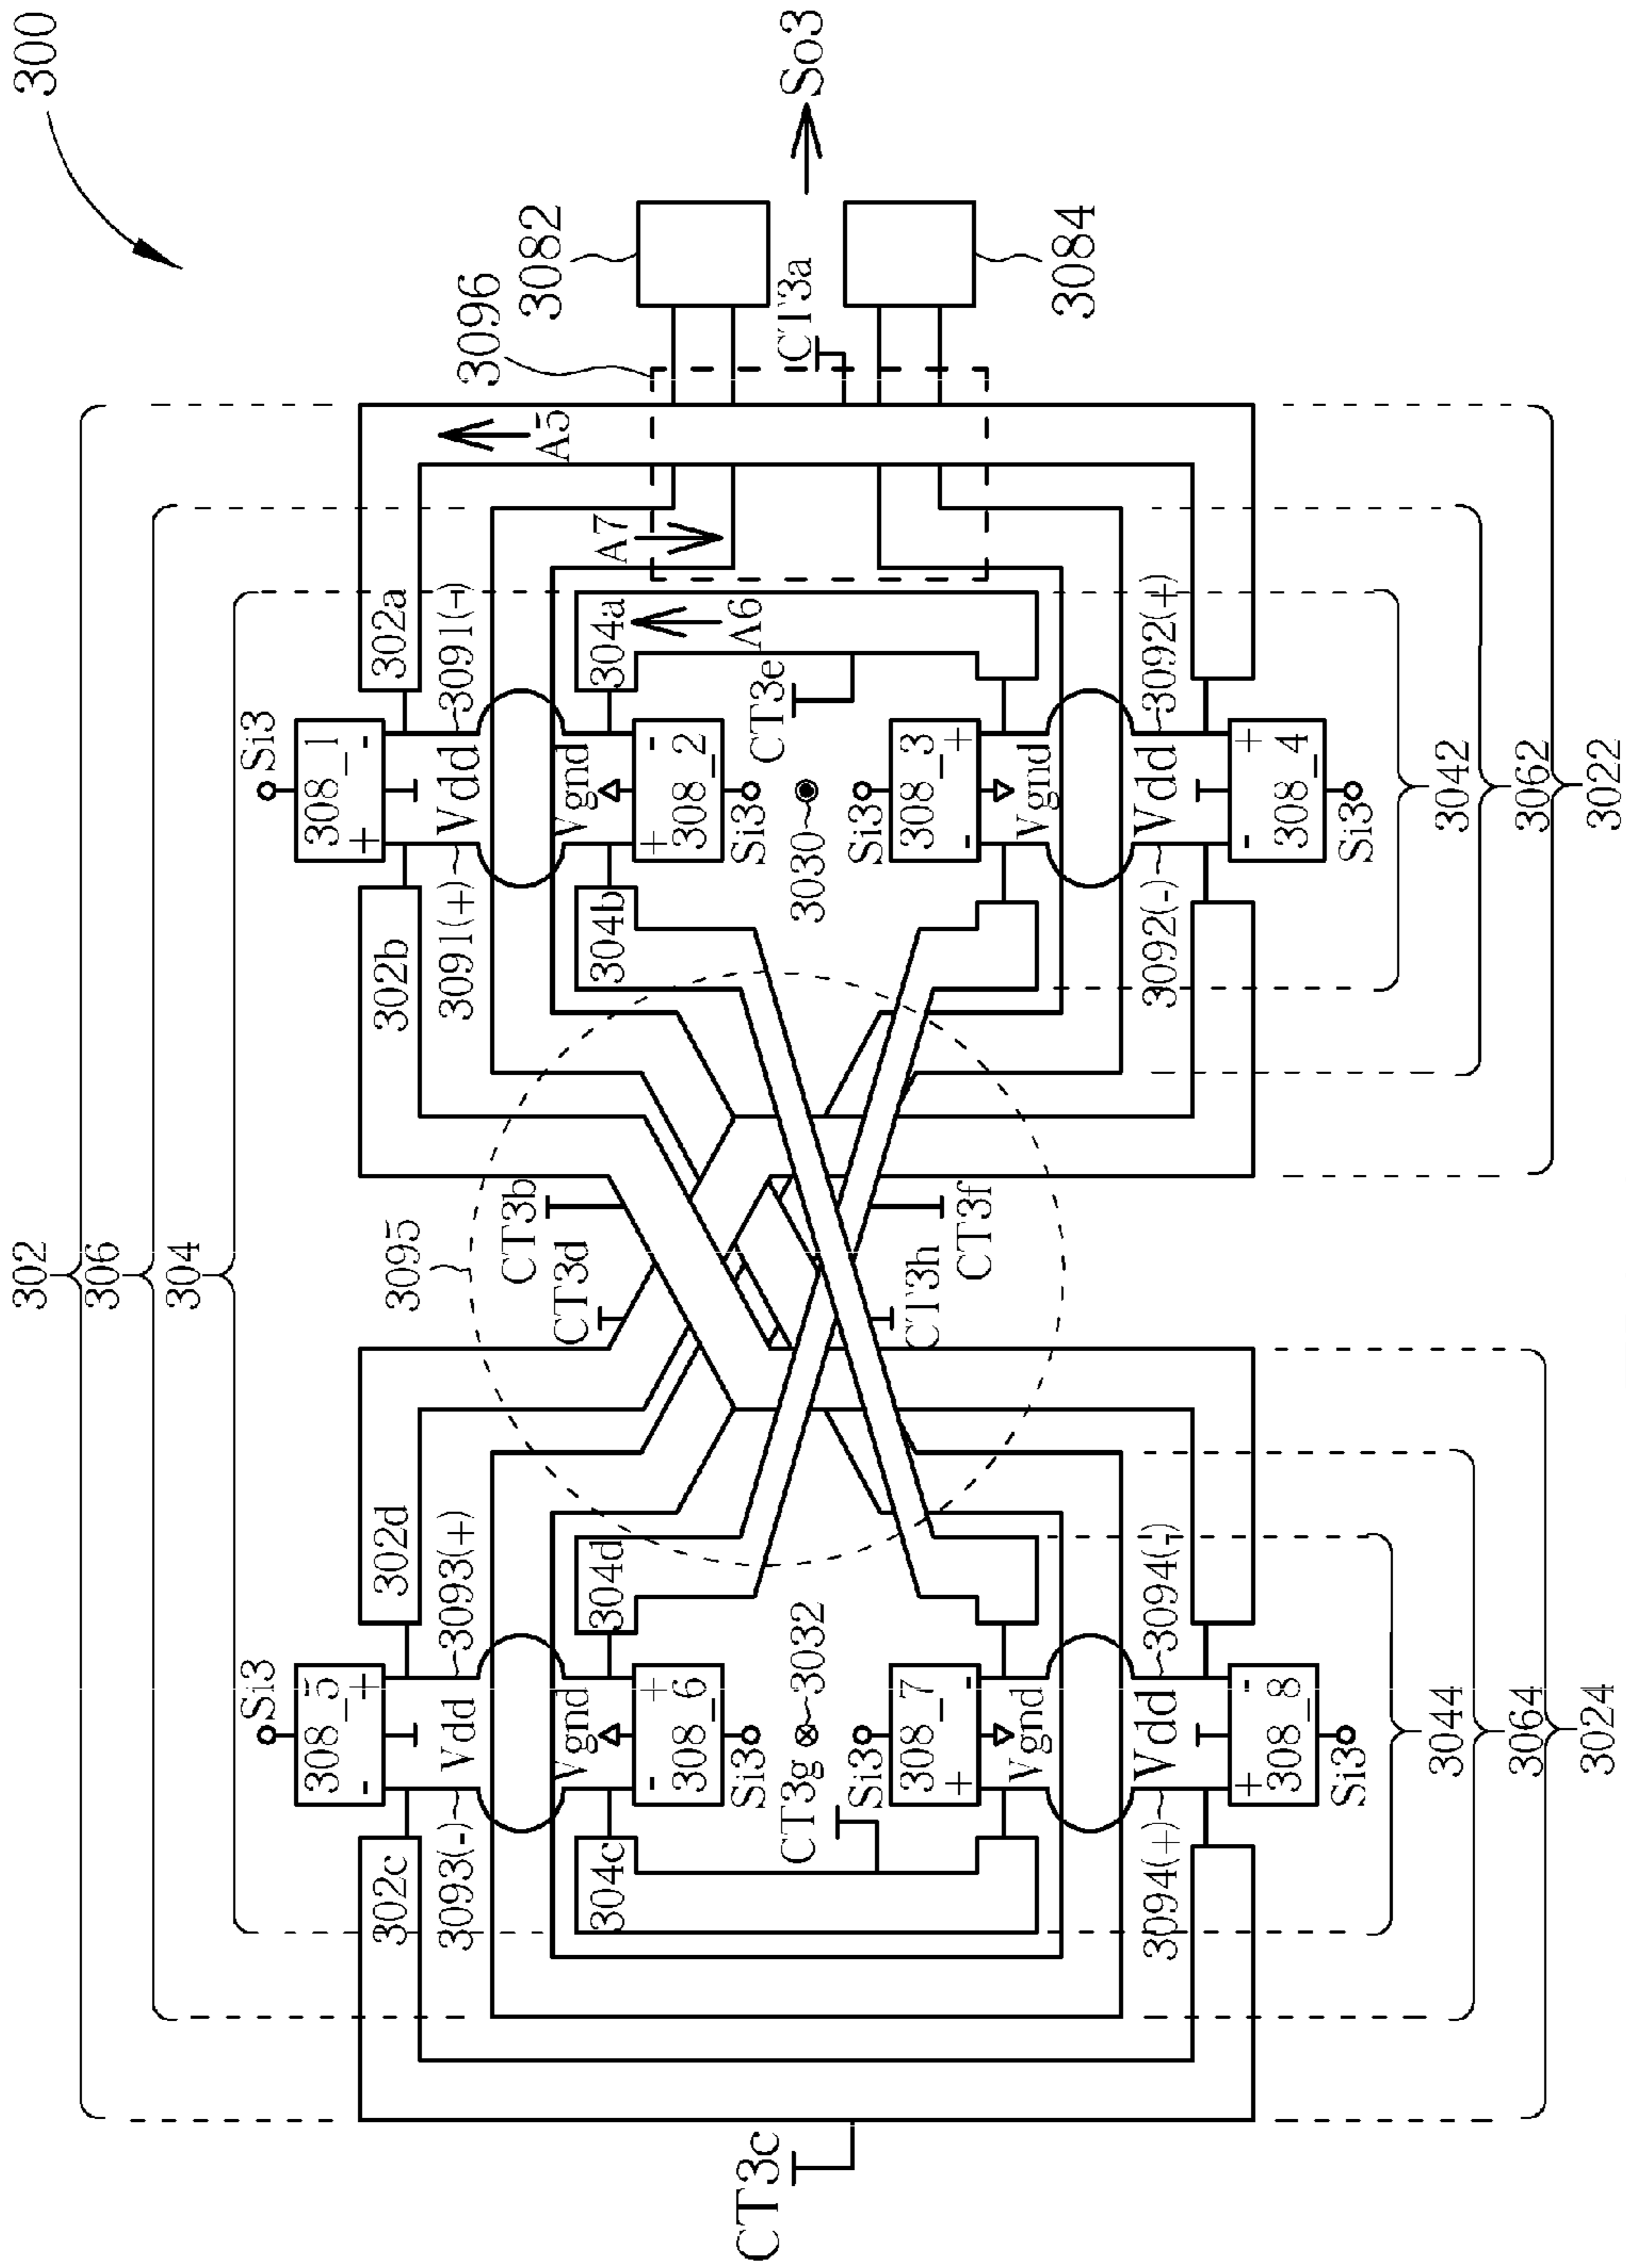 300
So3
3082
3084
3096
CT3a
A5
A7
302a
3091(-)
304a
A6
3092(+)
CT3e
Si3
308_1
- +
Vdd
Vgnd
308_2
- +
Si3
3030
Si3
308_3
+ -
Vgnd
Vdd
308_4
+ -
Si3
3042
3062
3022
302b
3091(+)
304b
3092(-)
302
306
304
3095
CT3b
CT3d
CT3f
CT3h
302d
3093(+)
304d
3094(-)
Si3
308_5
+ -
Vdd
Vgnd
308_6
+ -
Si3
3032
CT3g
Si3
308_7
- +
Vgnd
Vdd
308_8
- +
Si3
3044
3064
3024
302c
3093(-)
304c
3094(+)
CT3c